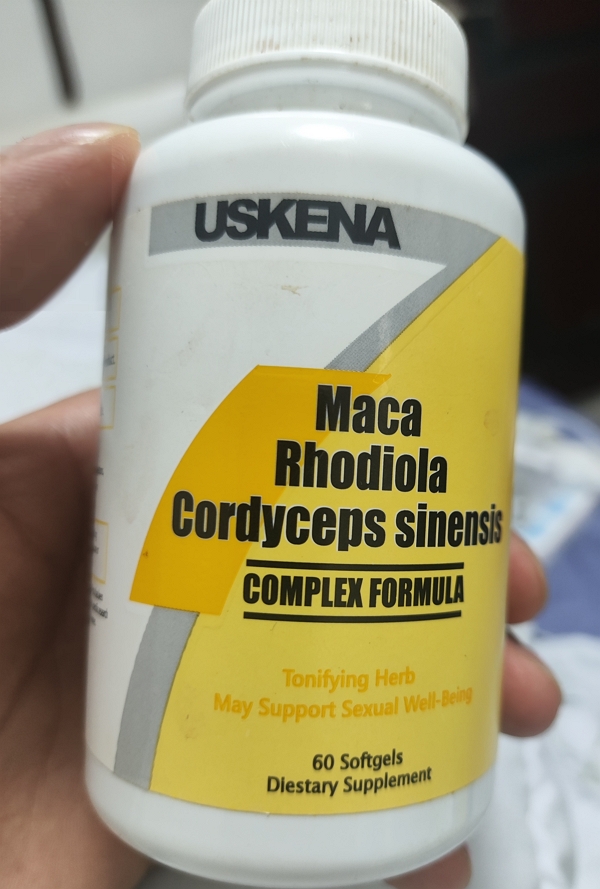 USKENA
Maca
Rhodiola
Cordyceps sinensis
COMPLEX FORMULA
Tonifying Herb
May Support Sexual Well-Being
60 Softgels
Diestary Supplement